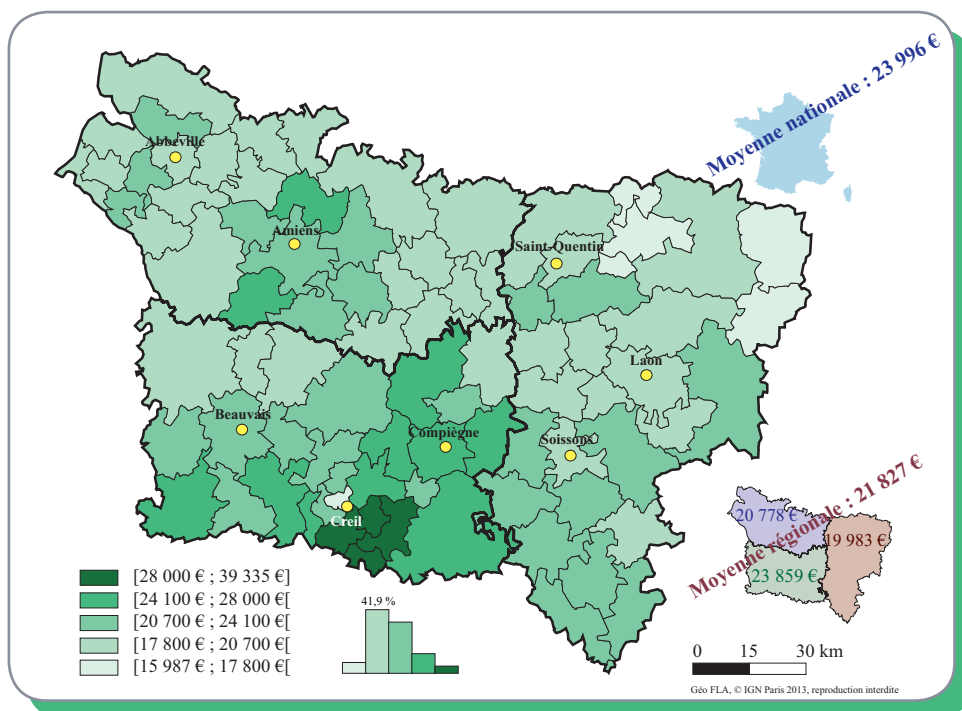 Moyenne nationale : 23 996 €
Abbeville
Amiens
Saint-Quentin
Laon
Beauvais
Compiègne
Soissons
Creil
Moyenne régionale : 21 827 €
20 778 €
19 983 €
23 859 €
[28 000 € ; 39 335 €]
[24 100 € ; 28 000 €[
[20 700 € ; 24 100 €[
[17 800 € ; 20 700 €[
[15 987 € ; 17 800 €[
41,9 %
0 15 30 km
Géo FLA, © IGN Paris 2013, reproduction interdite